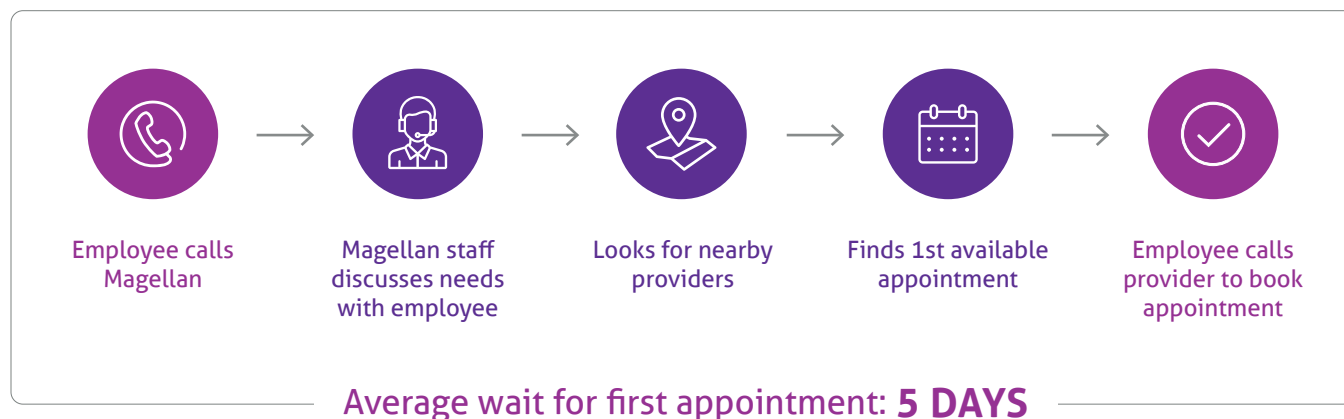 Employee calls
Magellan
Magellan staff
discusses needs
with employee
Looks for nearby
providers
Finds 1st available
appointment
Employee calls
provider to book
appointment
Average wait for first appointment: 5 DAYS